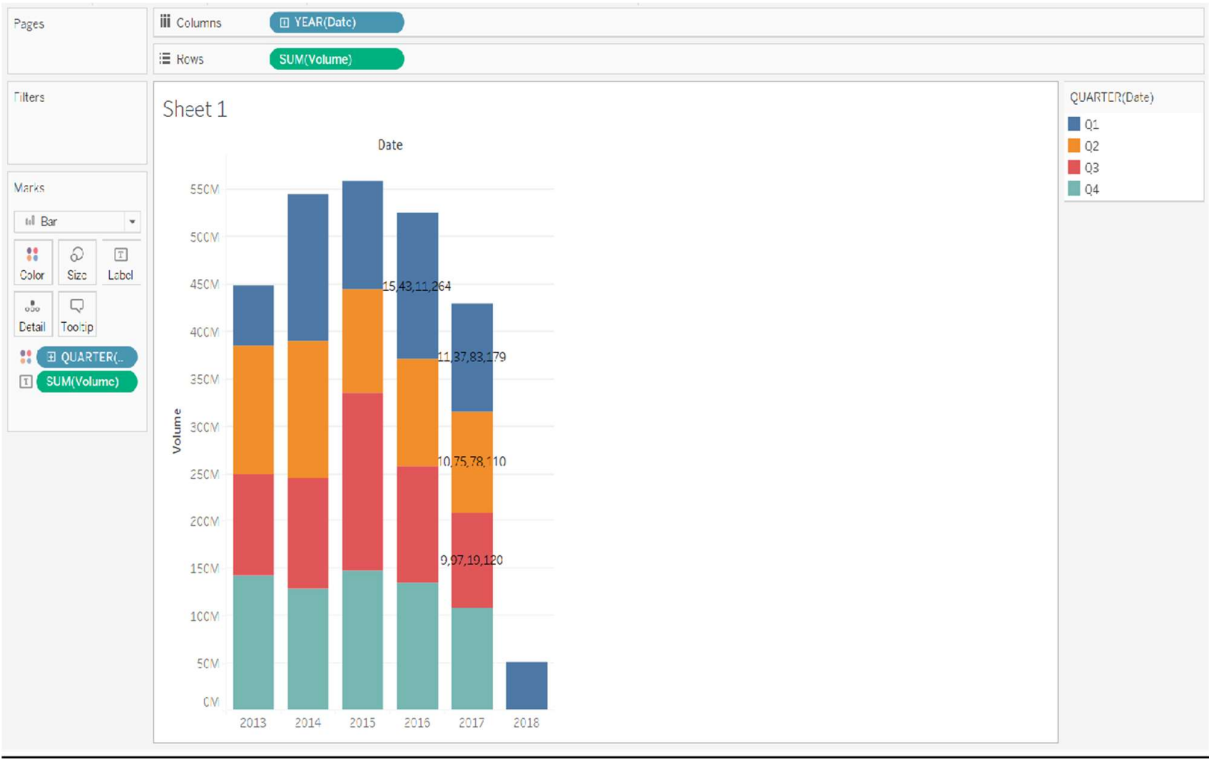 Pages
Columns
YEAR(Date)
Rows
SUM(Volume)
Filters
Sheet 1
QUARTER(Date)
Q1
Q2
Q3
Q4
Date
Marks
Bar
Color Size Label
Detail Tooltip
QUARTER(..
SUM(Volume)
Volume
550M
500M
450M
400M
350M
300M
250M
200M
150M
100M
50M
0M
15,43,11,264
11,37,83,179
10,75,78,110
9,97,19,120
2013 2014 2015 2016 2017 2018